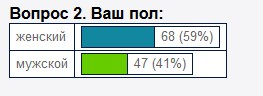 Вопрос 2. Ваш пол:
женский 68 (59%)
мужской 47 (41%)